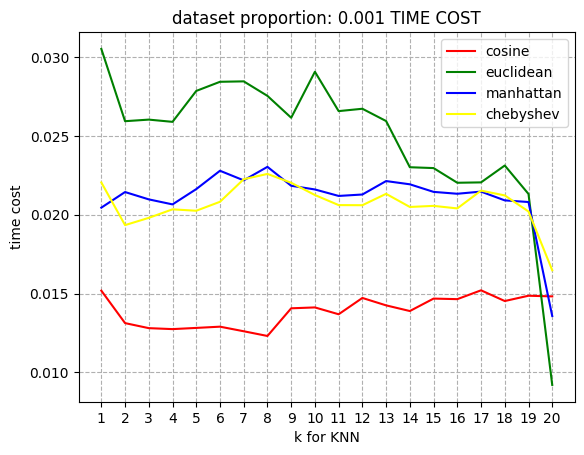 dataset proportion: 0.001 TIME COST
cosine
euclidean
manhattan
chebyshev
time cost
0.030
0.025
0.020
0.015
0.010
1 2 3 4 5 6 7 8 9 10 11 12 13 14 15 16 17 18 19 20
k for KNN